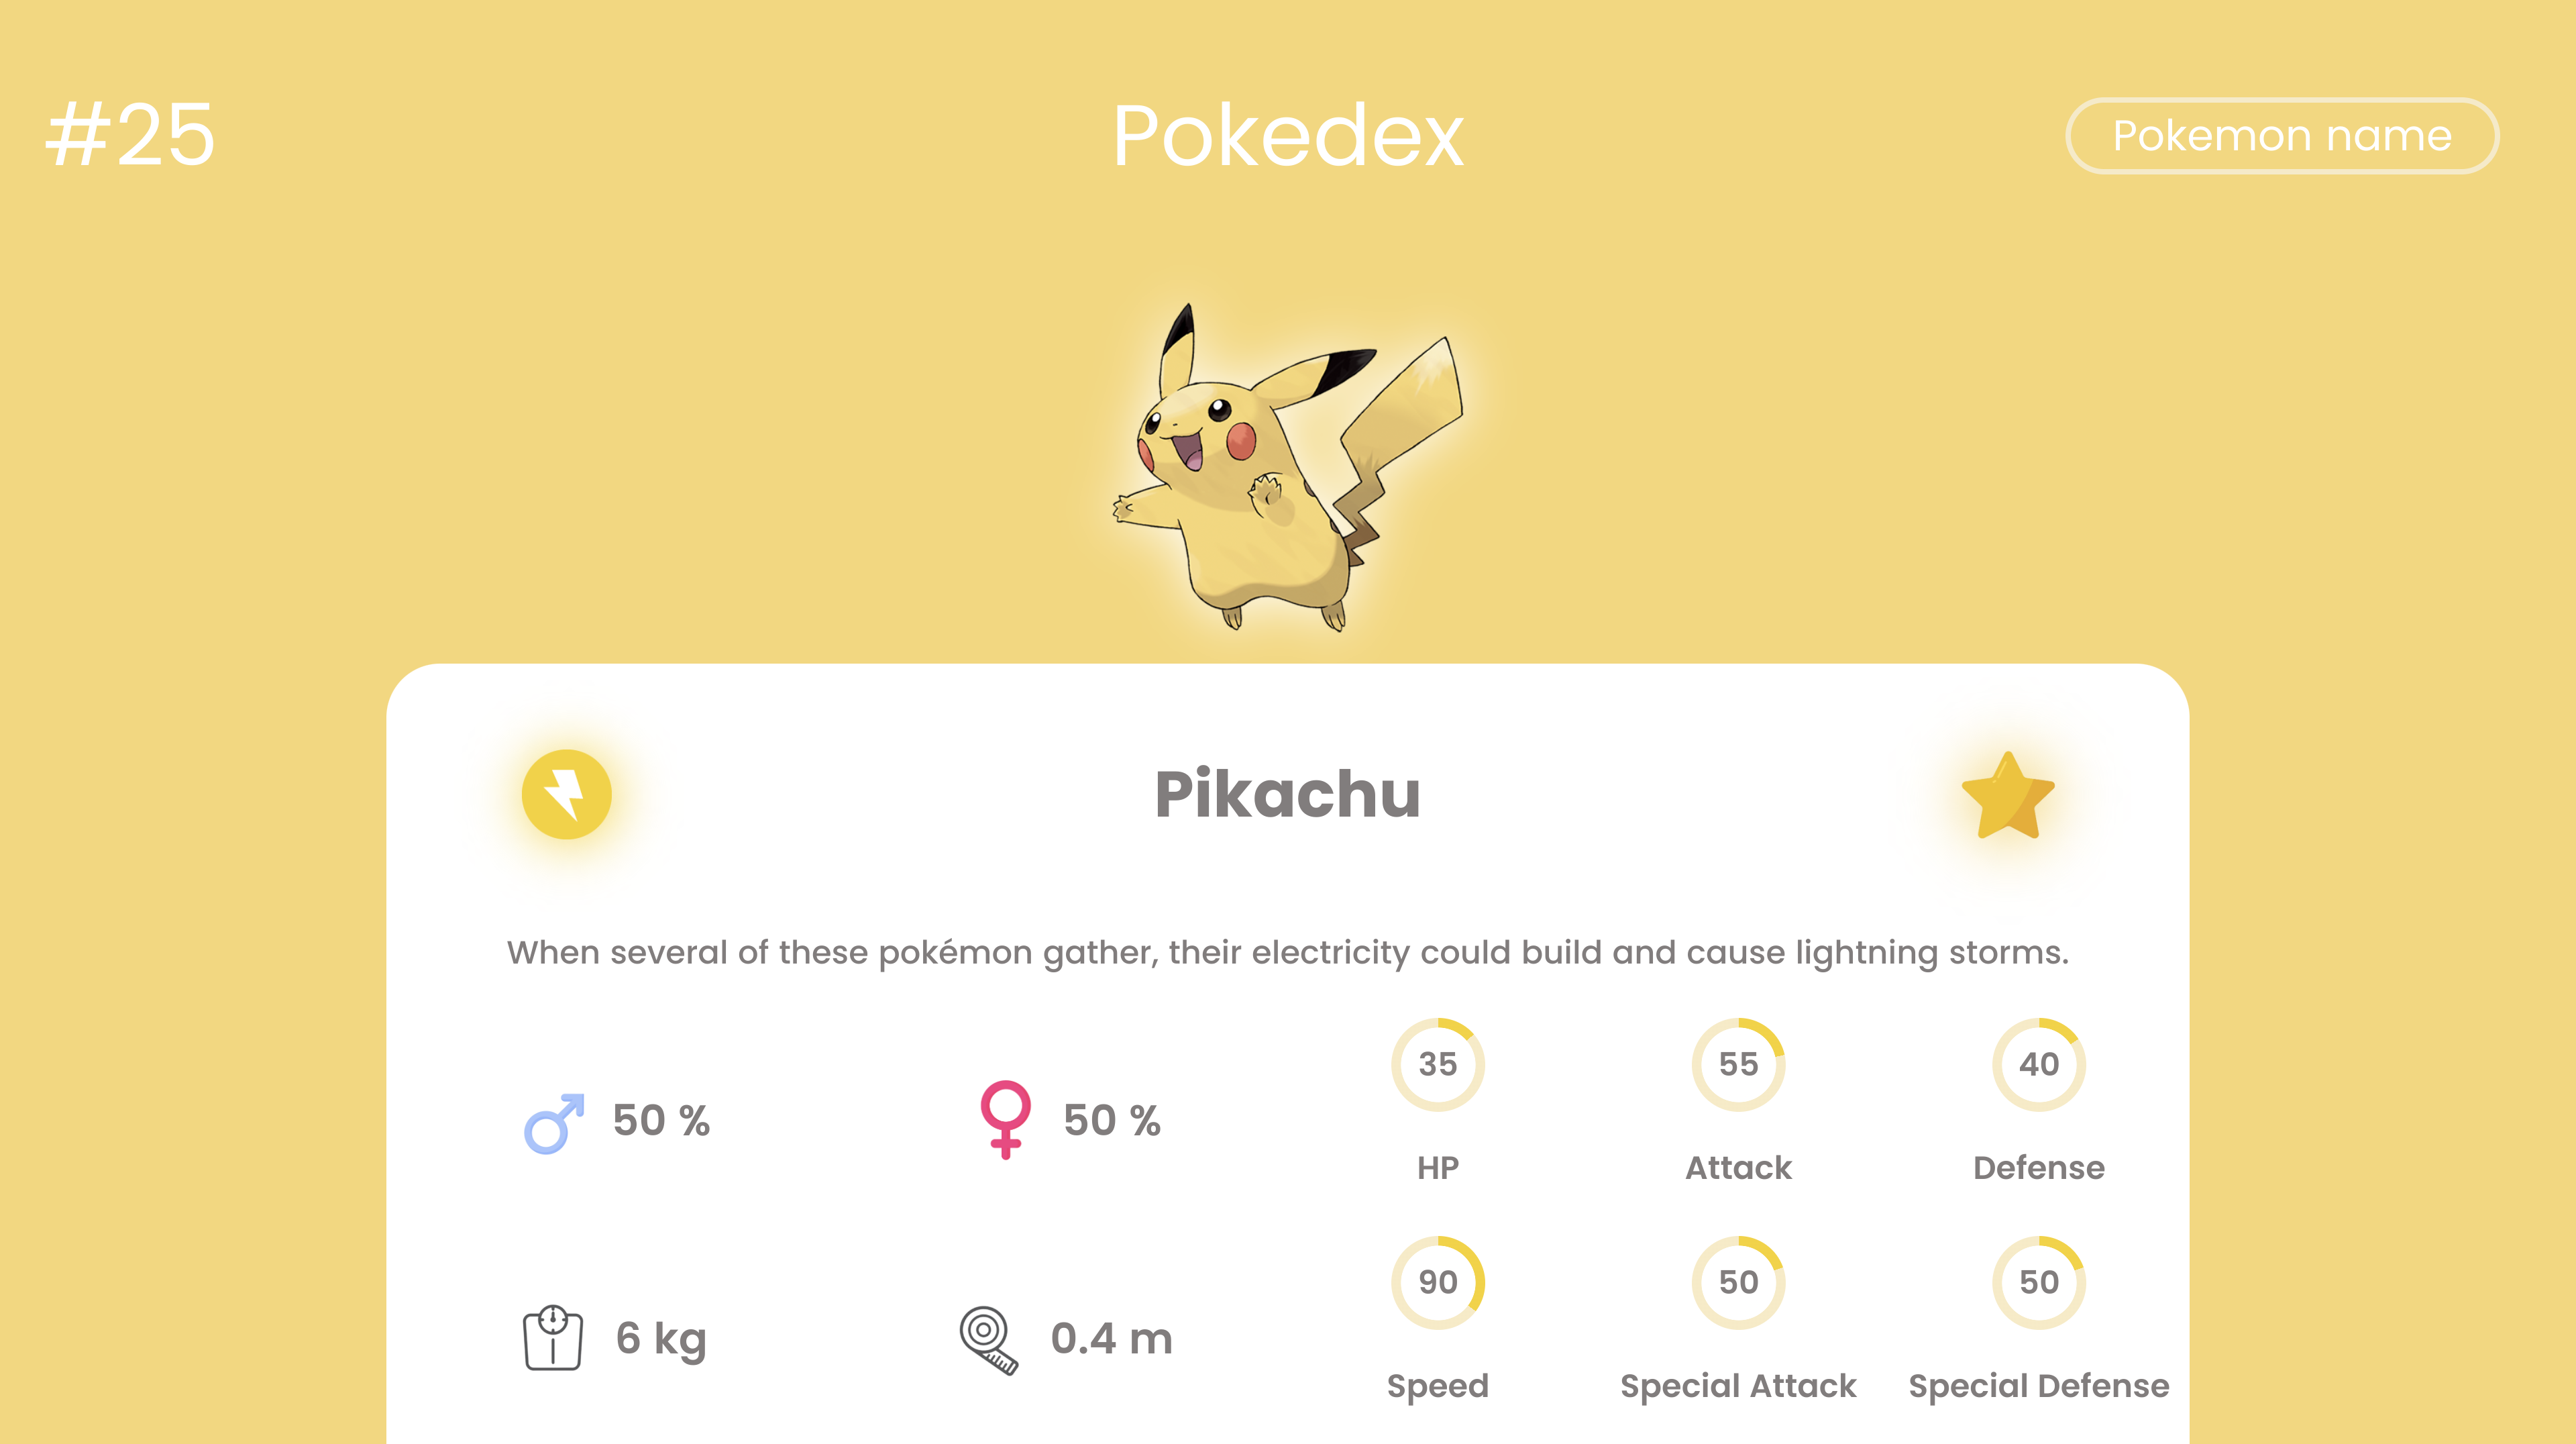 #25
Pokedex
Pokemon name
Pikachu
When several of these pokémon gather, their electricity could build and cause lightning storms.
50 %
50 %
6 kg
0.4 m
35
55
40
HP
Attack
Defense
90
50
50
Speed
Special Attack
Special Defense